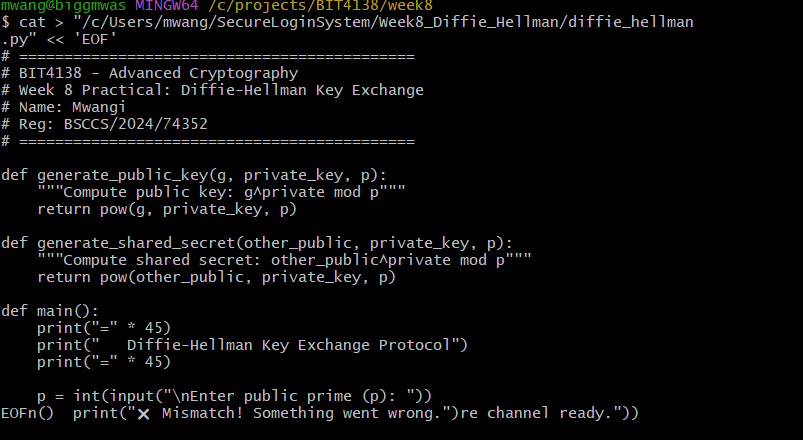 mwang@biggmwas MINGW64 /c/projects/BIT4138/week8
$ cat > "/c/Users/mwang/SecureLoginSystem/Week8_Diffie_Hellman/diffie_hellman
.py" << 'EOF'
# ============================================
# BIT4138 - Advanced Cryptography
# Week 8 Practical: Diffie-Hellman Key Exchange
# Name: Mwangi
# Reg: BSCCS/2024/74352
# ============================================
def generate_public_key(g, private_key, p):
    """Compute public key: g^private mod p"""
    return pow(g, private_key, p)
def generate_shared_secret(other_public, private_key, p):
    """Compute shared secret: other_public^private mod p"""
    return pow(other_public, private_key, p)
def main():
    print("=" * 45)
    print("   Diffie-Hellman Key Exchange Protocol")
    print("=" * 45)
    p = int(input("\nEnter public prime (p): "))
EOFn()  print("❌ Mismatch! Something went wrong.")re channel ready."))